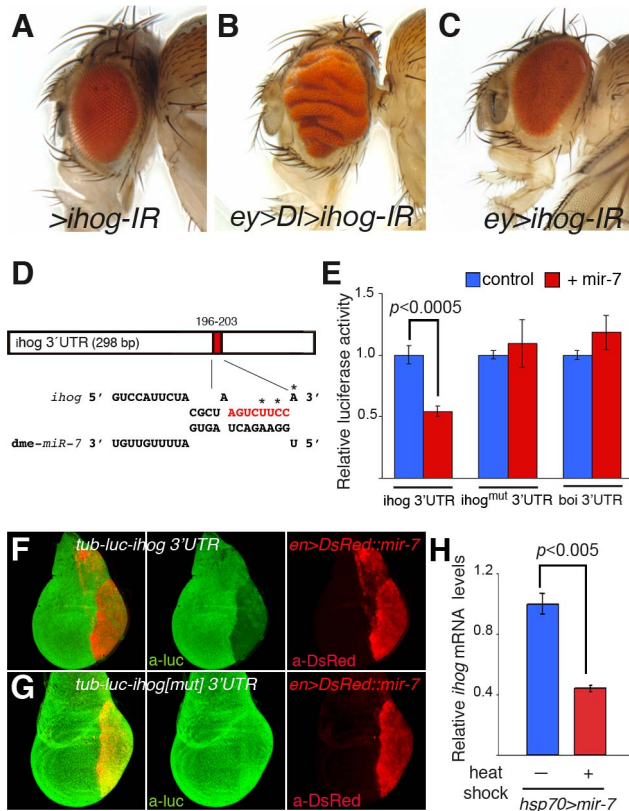 A
B
C
>ihog-IR
ey>Dl>ihog-IR
ey>ihog-IR
D
E
control
+ mir-7
196-203
ihog 3´UTR (298 bp)
* 
* *
ihog 5' GUCCAUUCUA A A 3'
CGCU AGUCUUCC
GUGA UCAGAAGG
dme-miR-7 3' UGUUGUUUUA U 5'
Relative luciferase activity
1.5
1.0
0.5
p<0.0005
ihog 3'UTR
ihogmut 3'UTR
boi 3'UTR
F
tub-luc-ihog 3'UTR
en>DsRed::mir-7
a-luc
a-DsRed
G
tub-luc-ihog[mut] 3'UTR
en>DsRed::mir-7
a-luc
a-DsRed
H
p<0.005
Relative ihog mRNA levels
1.2
1.0
0.4
heat
shock
– +
hsp70>mir-7